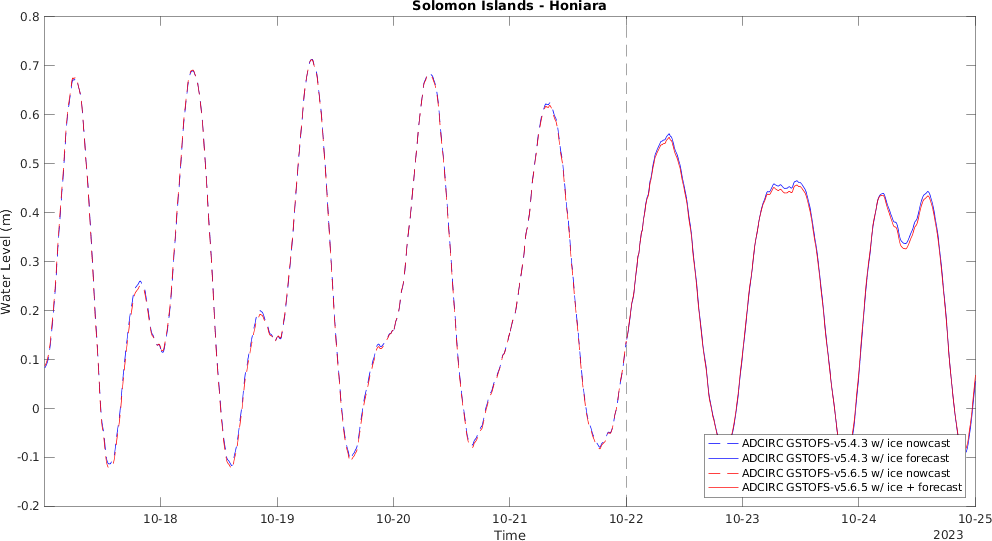 Solomon Islands - Honiara
0.8
0.7
0.6
0.5
0.4
0.3
0.2
0.1
0
-0.1
-0.2
Water Level (m)
ADCIRC GSTOFS-v5.4.3 w/ ice nowcast
ADCIRC GSTOFS-v5.4.3 w/ ice forecast
ADCIRC GSTOFS-v5.6.5 w/ ice nowcast
ADCIRC GSTOFS-v5.6.5 w/ ice + forecast
10-18 10-19 10-20 10-21 10-22 10-23 10-24 10-25
Time
2023